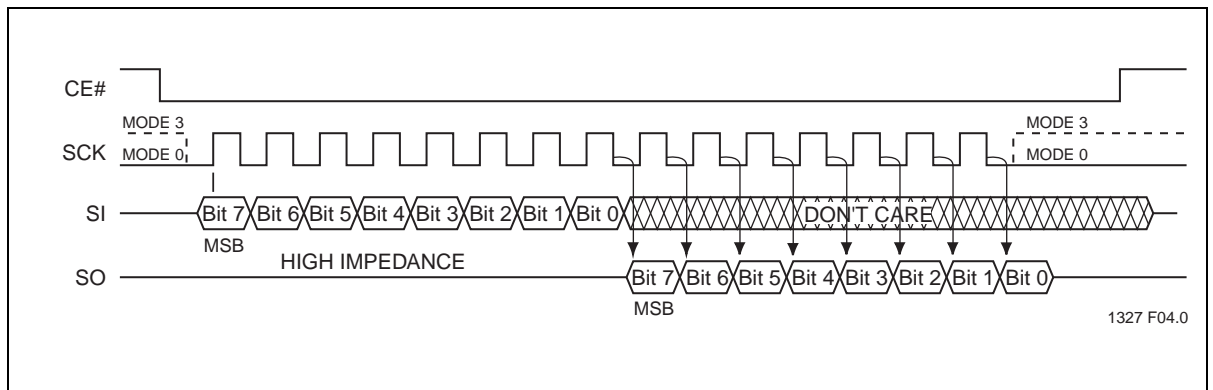 CE#
MODE 3 MODE 3
SCK MODE 0 MODE 0
SI Bit 7 Bit 6 Bit 5 Bit 4 Bit 3 Bit 2 Bit 1 Bit 0 DON'T CARE
MSB
HIGH IMPEDANCE
SO Bit 7 Bit 6 Bit 5 Bit 4 Bit 3 Bit 2 Bit 1 Bit 0
MSB
1327 F04.0